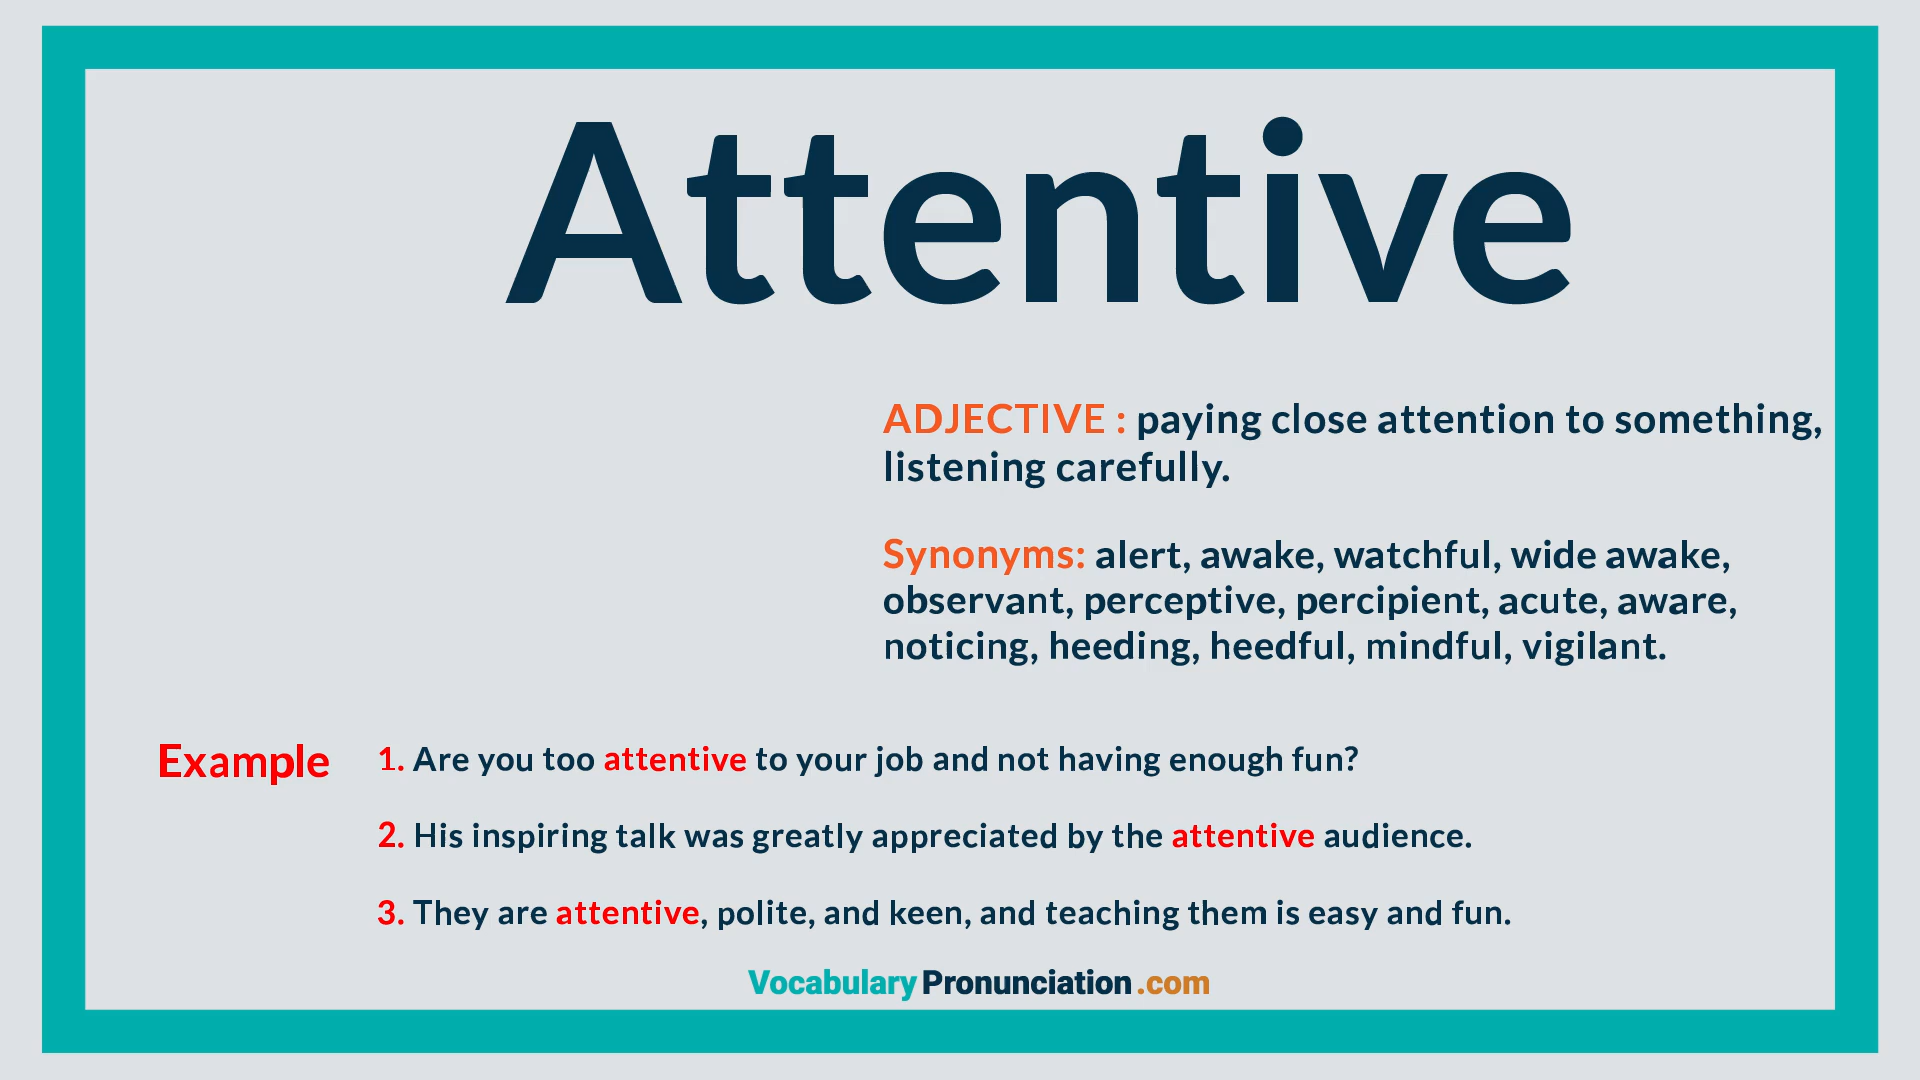 Attentive
ADJECTIVE : paying close attention to something,
listening carefully.
Synonyms: alert, awake, watchful, wide awake,
observant, perceptive, percipient, acute, aware,
noticing, heeding, heedful, mindful, vigilant.
Example
1. Are you too attentive to your job and not having enough fun?
2. His inspiring talk was greatly appreciated by the attentive audience.
3. They are attentive, polite, and keen, and teaching them is easy and fun.
VocabularyPronunciation.com